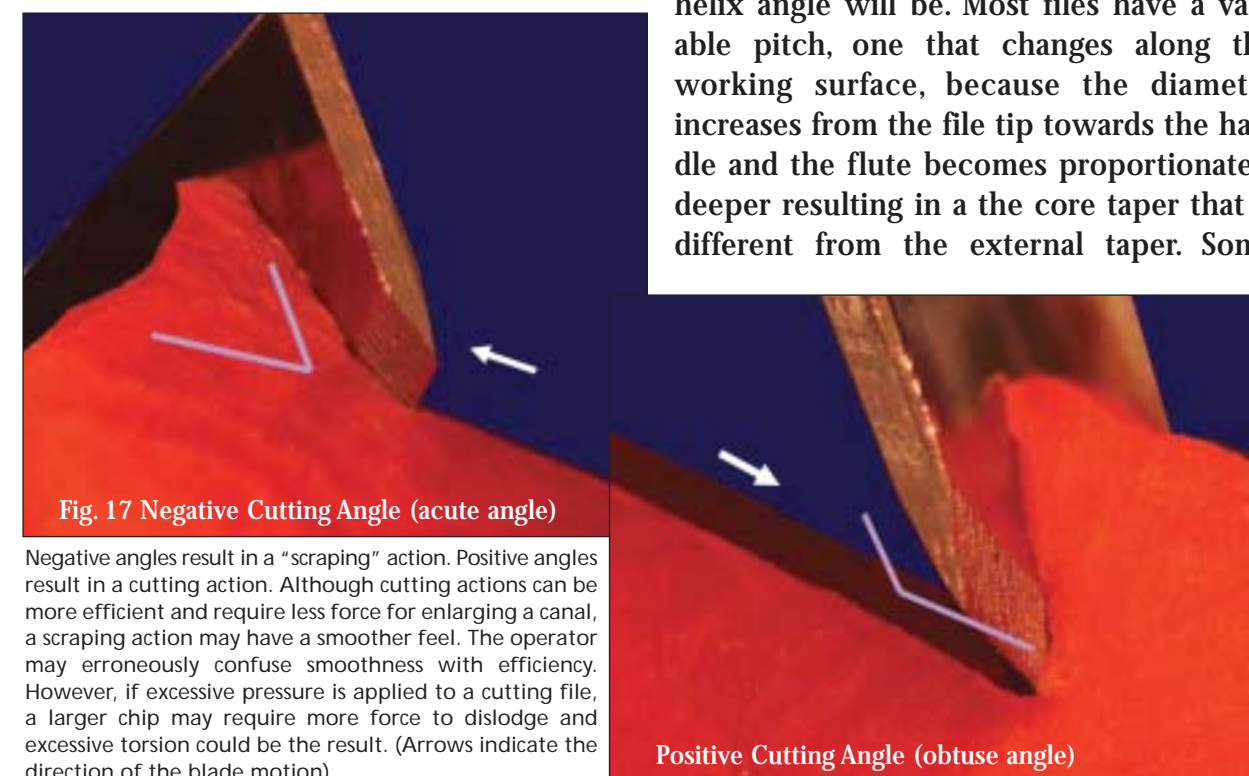 helix angle will be. Most files have a va
able pitch, one that changes along th
working surface, because the diamet
increases from the file tip towards the ha
dle and the flute becomes proportionate
deeper resulting in a the core taper that
different from the external taper. Son
Fig. 17 Negative Cutting Angle (acute angle)
Negative angles result in a “scraping” action. Positive angles
result in a cutting action. Although cutting actions can be
more efficient and require less force for enlarging a canal,
a scraping action may have a smoother feel. The operator
may erroneously confuse smoothness with efficiency.
However, if excessive pressure is applied to a cutting file,
a larger chip may require more force to dislodge and
excessive torsion could be the result. (Arrows indicate the
direction of the blade motion)
Positive Cutting Angle (obtuse angle)